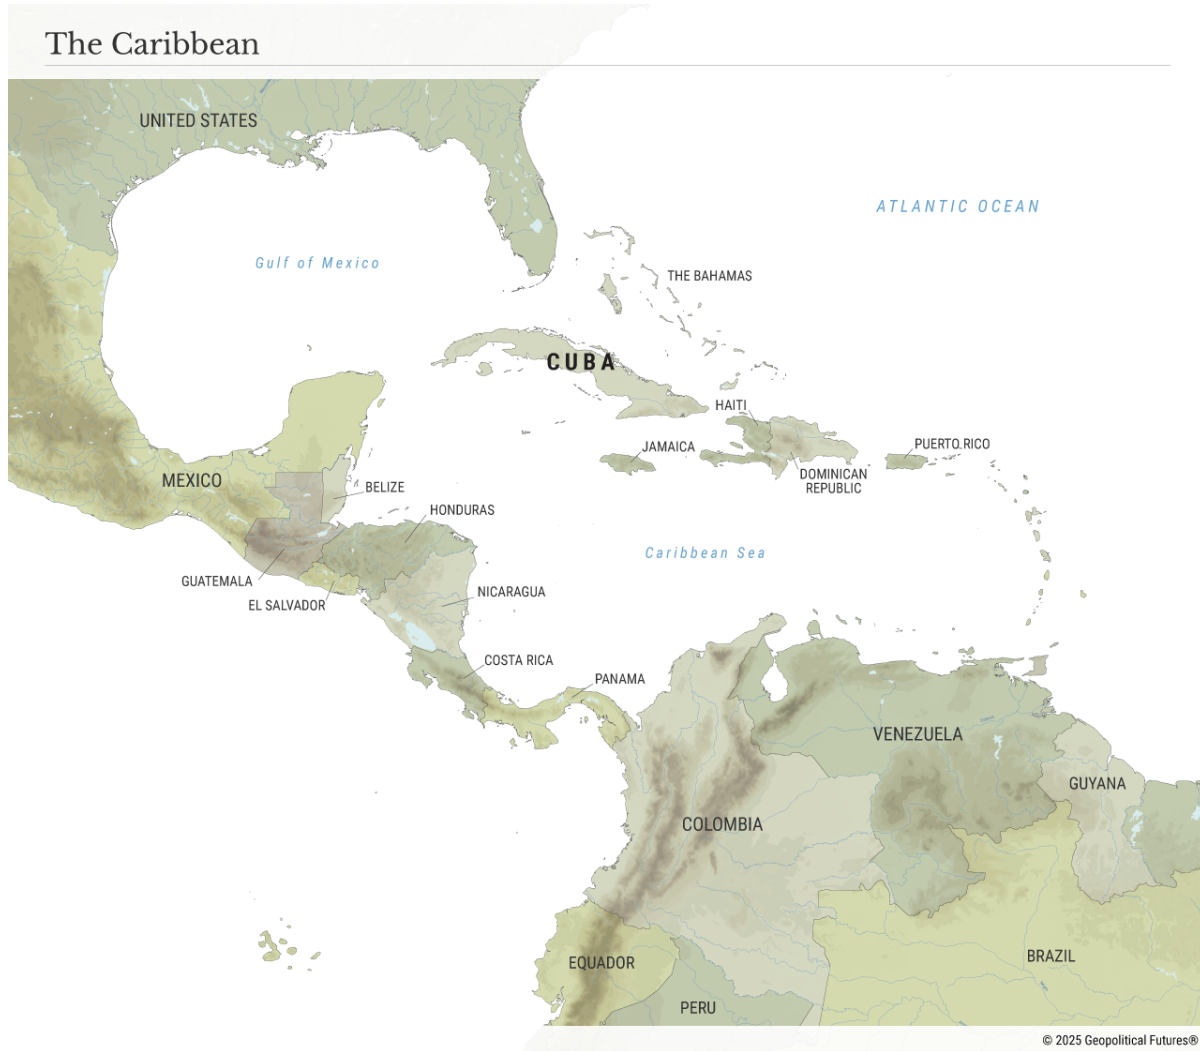 The Caribbean
UNITED STATES
ATLANTIC OCEAN
Gulf of Mexico
THE BAHAMAS
CUBA
HAITI
JAMAICA
PUERTO RICO
DOMINICAN
REPUBLIC
MEXICO
BELIZE
HONDURAS
Caribbean Sea
GUATEMALA
EL SALVADOR
NICARAGUA
COSTA RICA
PANAMA
VENEZUELA
GUYANA
COLOMBIA
EQUADOR
BRAZIL
PERU
© 2025 Geopolitical Futures®